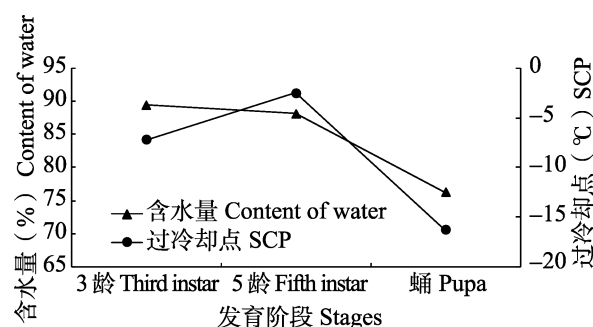 含水量（%）Content of water
95
90
85
80
75
70
65
含水量 Content of water
过冷却点 SCP
0
–5
–10
–15
–20
过冷却点（℃）SCP
3 龄 Third instar
5 龄 Fifth instar
蛹 Pupa
发育阶段 Stages